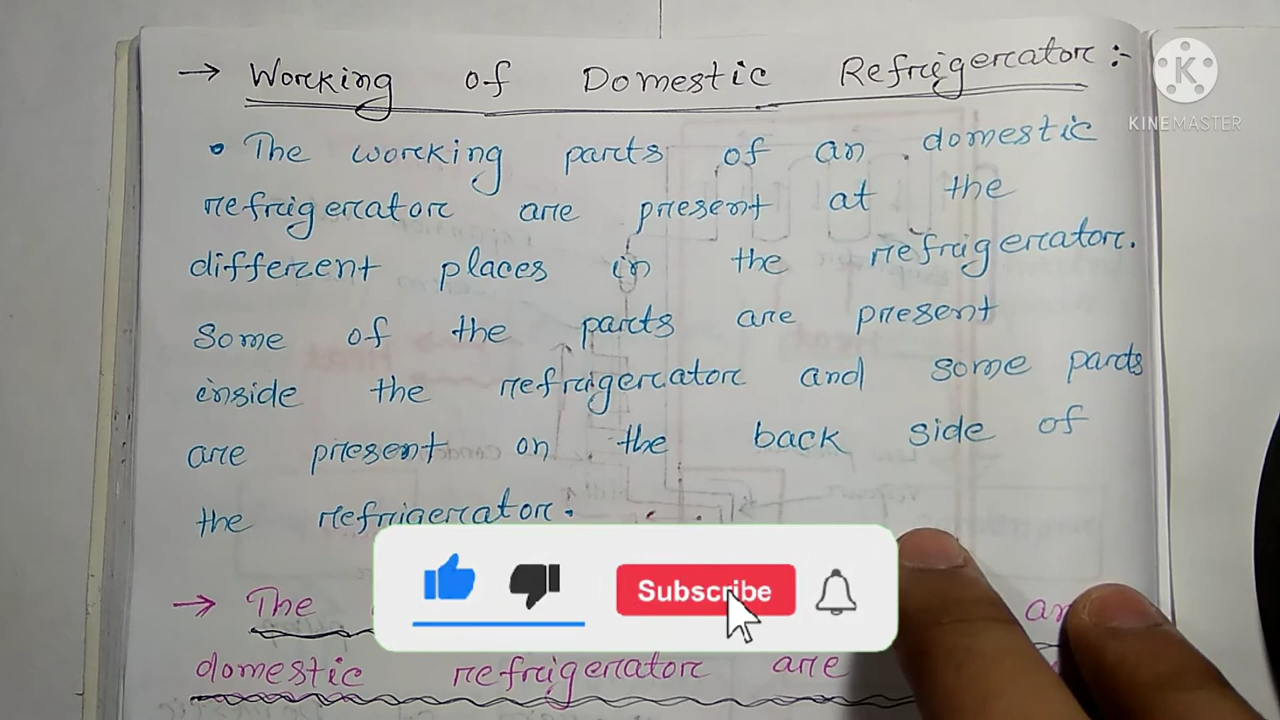 → Working of Domestic Refrigerator :-
KINEMASTER
• The working parts of an domestic
refrigerator are present at the
different places in the refrigerator.
Some of the parts are present
inside the refrigerator and some parts
are present on the back side of
the refrigerator.
Subscribe
→ The
domestic refrigerator are